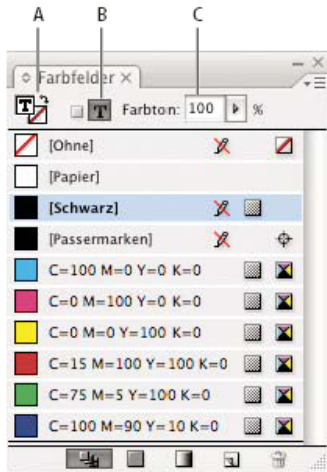 A B C
Farbfelder
T T Farbton: 100 %
[Ohne]
[Papier]
[Schwarz]
[Passermarken]
C=100 M=0 Y=0 K=0
C=0 M=100 Y=0 K=0
C=0 M=0 Y=100 K=0
C=15 M=100 Y=100 K=0
C=75 M=5 Y=100 K=0
C=100 M=90 Y=10 K=0